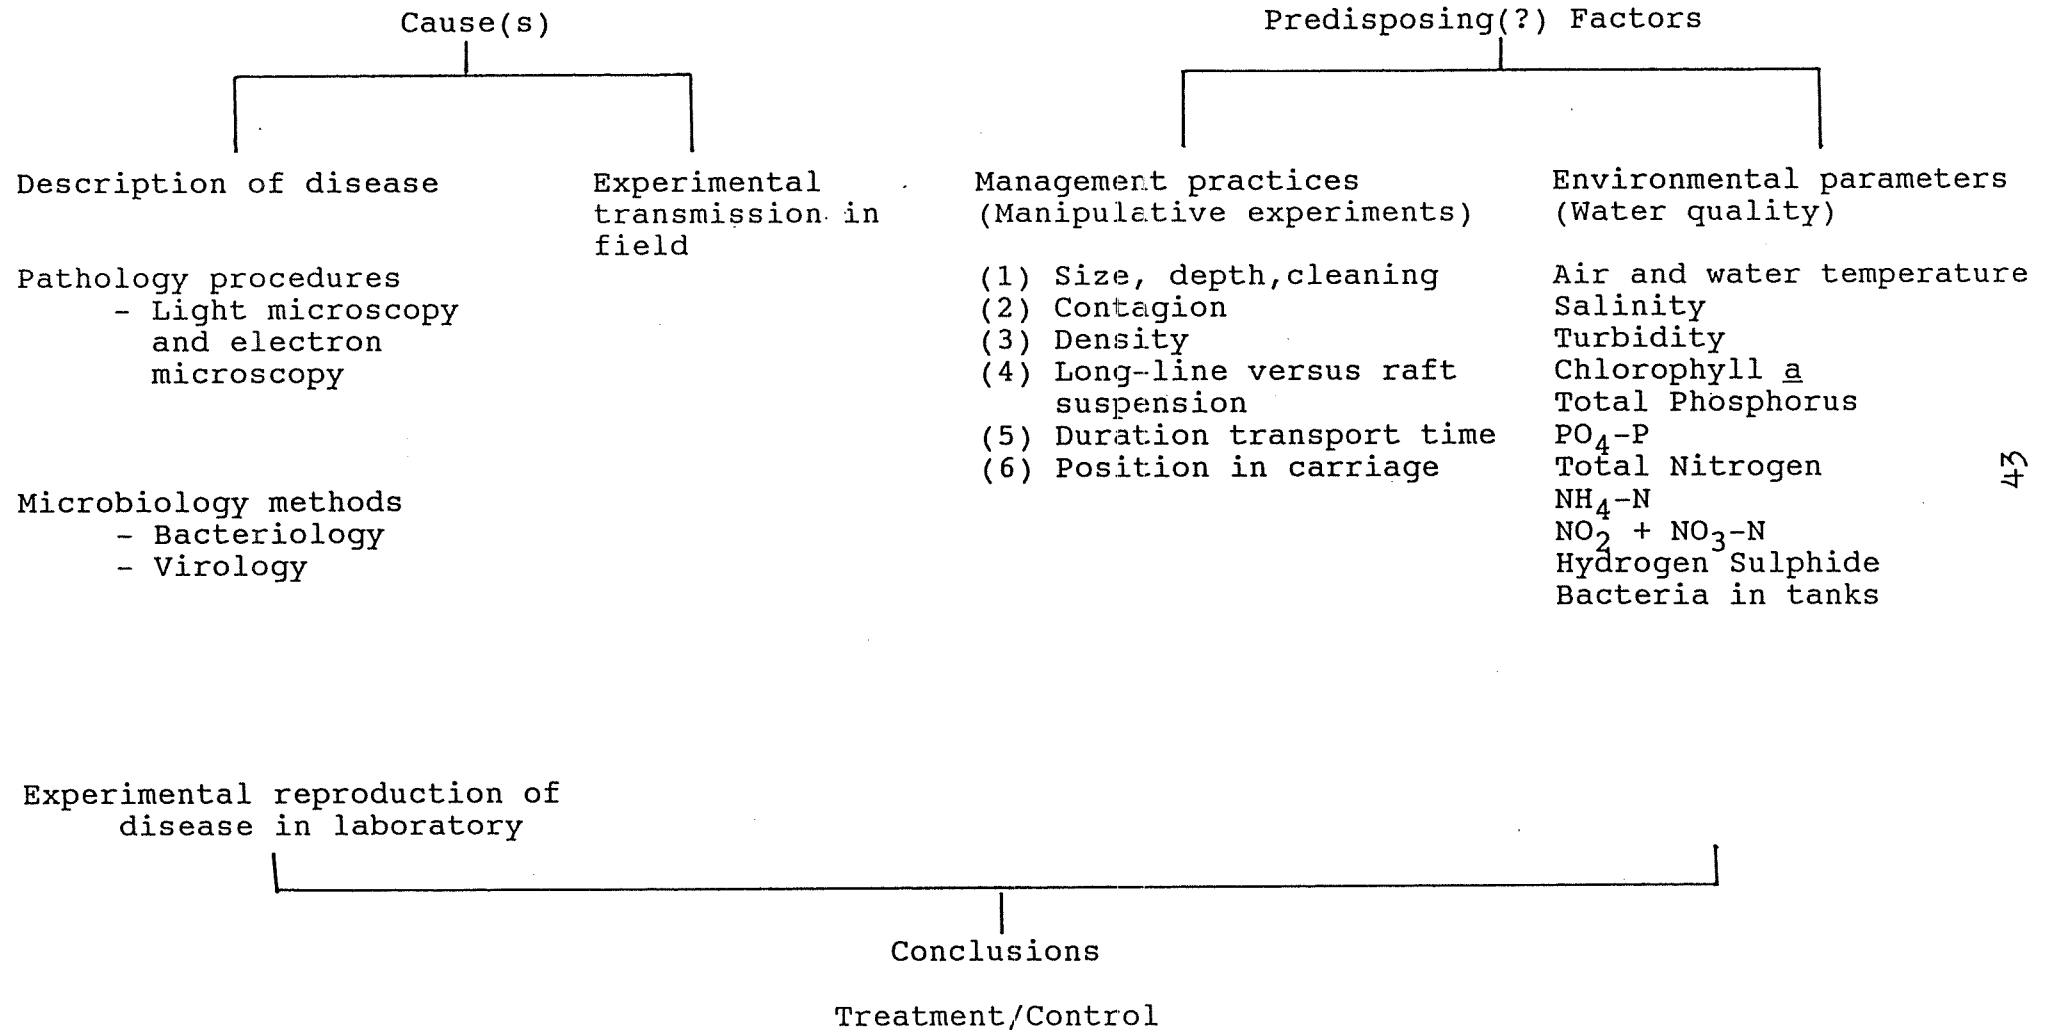 Cause(s)
Predisposing(?) Factors
Description of disease
Pathology procedures
- Light microscopy
and electron
microscopy
Microbiology methods
- Bacteriology
- Virology
Experimental
transmission in
field
Management practices
(Manipulative experiments)
(1) Size, depth,cleaning
(2) Contagion
(3) Density
(4) Long-line versus raft
suspension
(5) Duration transport time
(6) Position in carriage
Environmental parameters
(Water quality)
Air and water temperature
Salinity
Turbidity
Chlorophyll a
Total Phosphorus
PO4-P
Total Nitrogen
NH4-N
NO2 + NO3-N
Hydrogen Sulphide
Bacteria in tanks
43
Experimental reproduction of
disease in laboratory
Conclusions
Treatment/Control